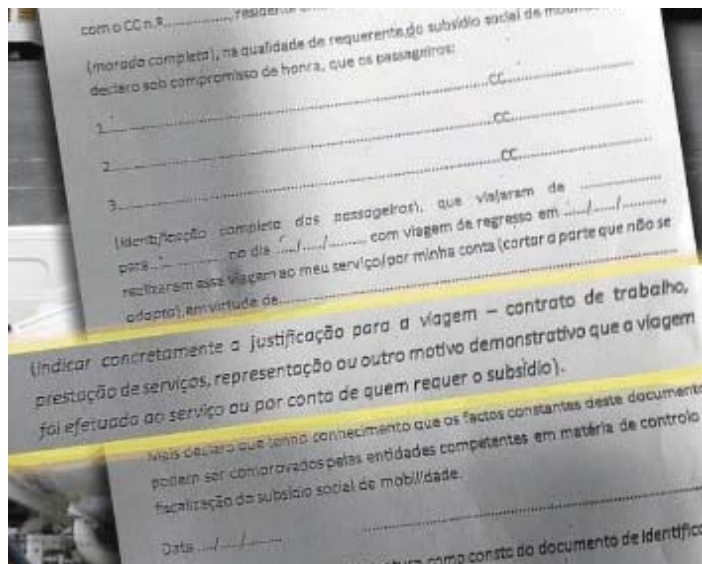 com o CC n.º................., residente
(morada completa), na qualidade de requerente do subsídio social de
declaro sob compromisso de honra, que os passageiros:
1...........................................................................CC.............................
2...........................................................................CC.............................
3...........................................................................CC.............................
(identificação completa dos passageiros), que viajaram de ................
para................ no dia ...../...../......... com viagem de regresso em ...../...../..........,
realizaram essa viagem ao meu serviço/por minha conta (cortar a parte que não se
adapta), em virtude de................................................................................
(indicar concretamente a justificação para a viagem – contrato de trabalho,
prestação de serviços, representação ou outro motivo demonstrativo que a viagem
foi efetuada ao serviço ou por conta de quem requer o subsídio).
Mais declaro que tenho conhecimento que os factos constantes deste documento
podem ser comprovados pelas entidades competentes em matéria de controlo
fiscalização do subsídio social de mobilidade.
Data ...../...../.........
como consta do documento de identific